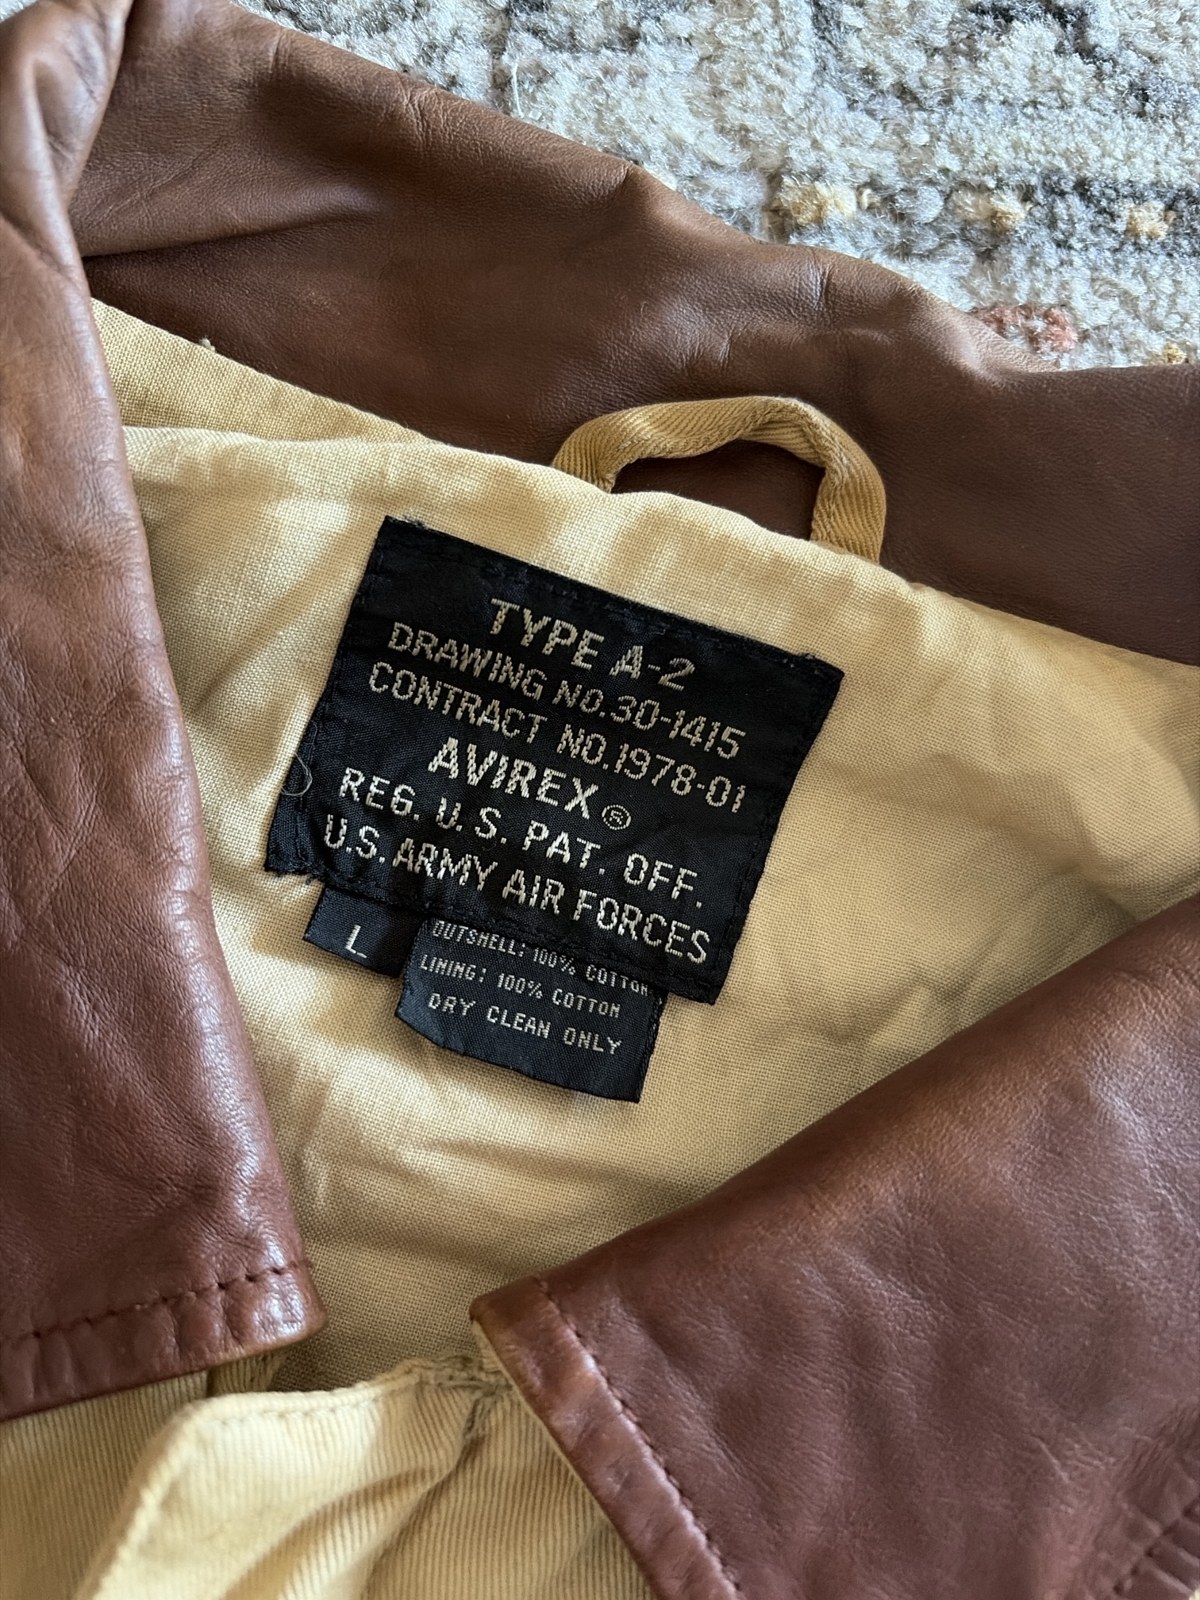 TYPE A-2
DRAWING NO.30-1415
CONTRACT NO.1978-01
AVIREX®
REG. U.S. PAT. OFF.
U.S. ARMY AIR FORCES
L
OUTSHELL: 100% COTTON
LINING: 100% COTTON
DRY CLEAN ONLY